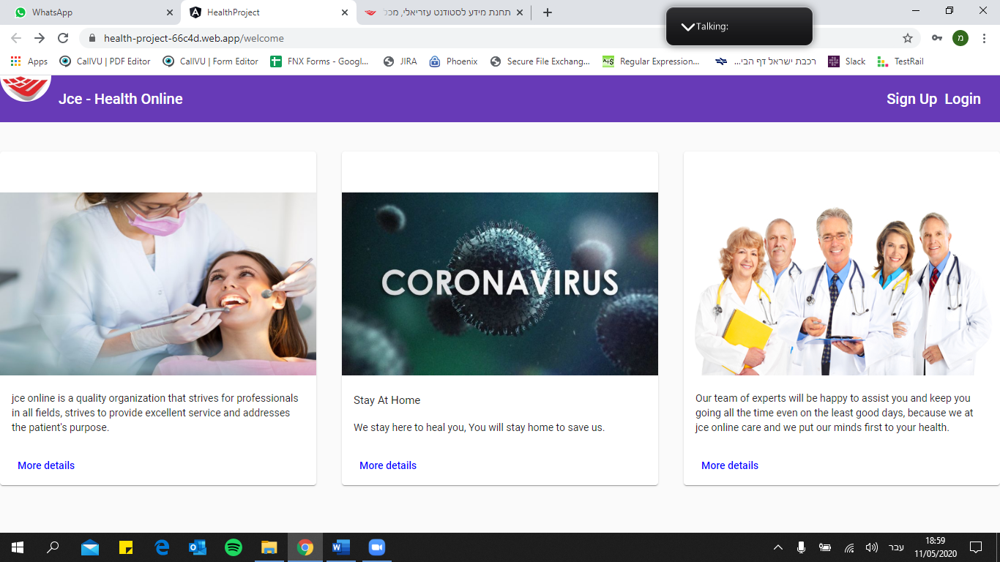 WhatsApp
HealthProject
תחנת מידע לסטודנט עזריאלי, מכל
Talking:
health-project-66c4d.web.app/welcome
מ
Apps
CallVU | PDF Editor
CallVU | Form Editor
FNX Forms - Googl...
JIRA
Phoenix
Secure File Exchang...
Regular Expression...
רכבת ישראל דף הבי...
Slack
TestRail
Jce - Health Online
Sign Up Login
CORONAVIRUS
jce online is a quality organization that strives for professionals
in all fields, strives to provide excellent service and addresses
the patient's purpose.
More details
Stay At Home
We stay here to heal you, You will stay home to save us.
More details
Our team of experts will be happy to assist you and keep you
going all the time even on the least good days, because we at
jce online care and we put our minds first to your health.
More details
עבר
18:59
11/05/2020